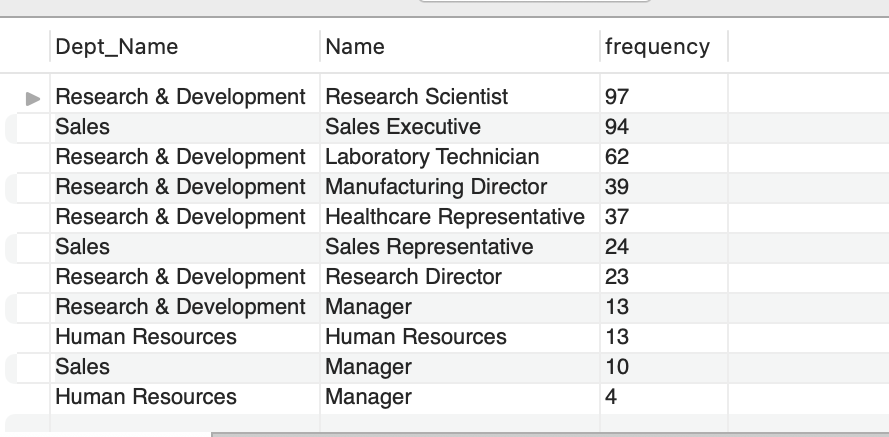 Dept_Name Name frequency
Research & Development Research Scientist 97
Sales Sales Executive 94
Research & Development Laboratory Technician 62
Research & Development Manufacturing Director 39
Research & Development Healthcare Representative 37
Sales Sales Representative 24
Research & Development Research Director 23
Research & Development Manager 13
Human Resources Human Resources 13
Sales Manager 10
Human Resources Manager 4